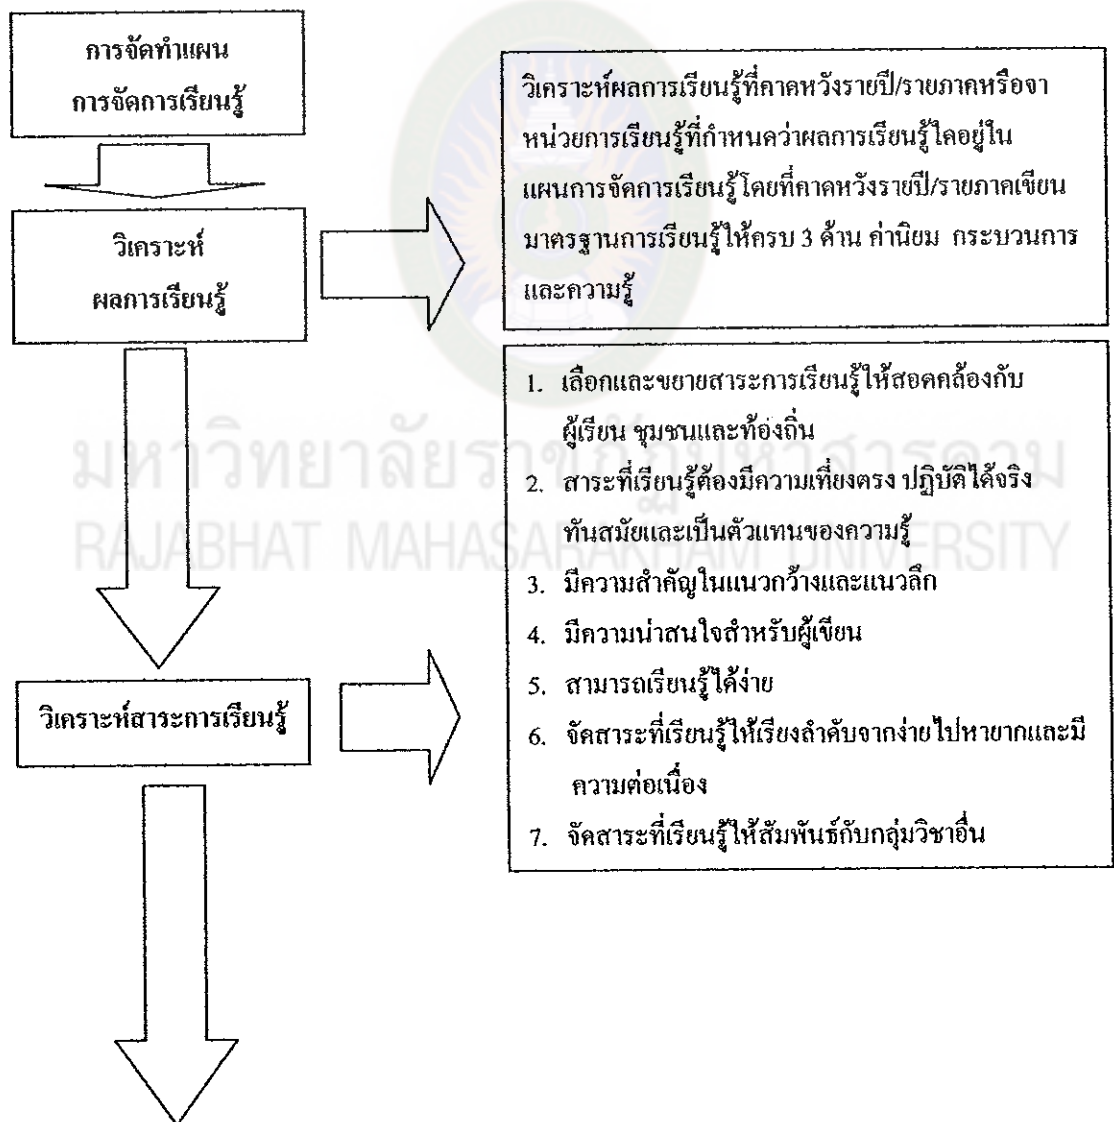 การจัดทำแผน
การจัดการเรียนรู้
วิเคราะห์
ผลการเรียนรู้
วิเคราะห์ผลการเรียนรู้ที่คาดหวังรายปี/รายภาคหรือจา
หน่วยการเรียนรู้ที่กำหนดว่าผลการเรียนรู้ใดอยู่ใน
แผนการจัดการเรียนรู้โดยที่คาดหวังรายปี/รายภาคเขียน
มาตรฐานการเรียนรู้ให้ครบ 3 ด้าน ค่านิยม กระบวนการ
และความรู้
วิเคราะห์สาระการเรียนรู้
1. เลือกและขยายสาระการเรียนรู้ให้สอดคล้องกับ
ผู้เรียน ชุมชนและท้องถิ่น
2. สาระที่เรียนรู้ต้องมีความเที่ยงตรง ปฏิบัติได้จริง
ทันสมัยและเป็นตัวแทนของความรู้
3. มีความสำคัญในแนวกว้างและแนวลึก
4. มีความน่าสนใจสำหรับผู้เขียน
5. สามารถเรียนรู้ได้ง่าย
6. จัดสาระที่เรียนรู้ให้เรียงลำดับจากง่ายไปหายากและมี
ความต่อเนื่อง
7. จัดสาระที่เรียนรู้ให้สัมพันธ์กับกลุ่มวิชาอื่น
มหาวิทยาลัยราชภัฏมหาสารคาม
RAJABHAT MAHASARAKHAM UNIVERSITY